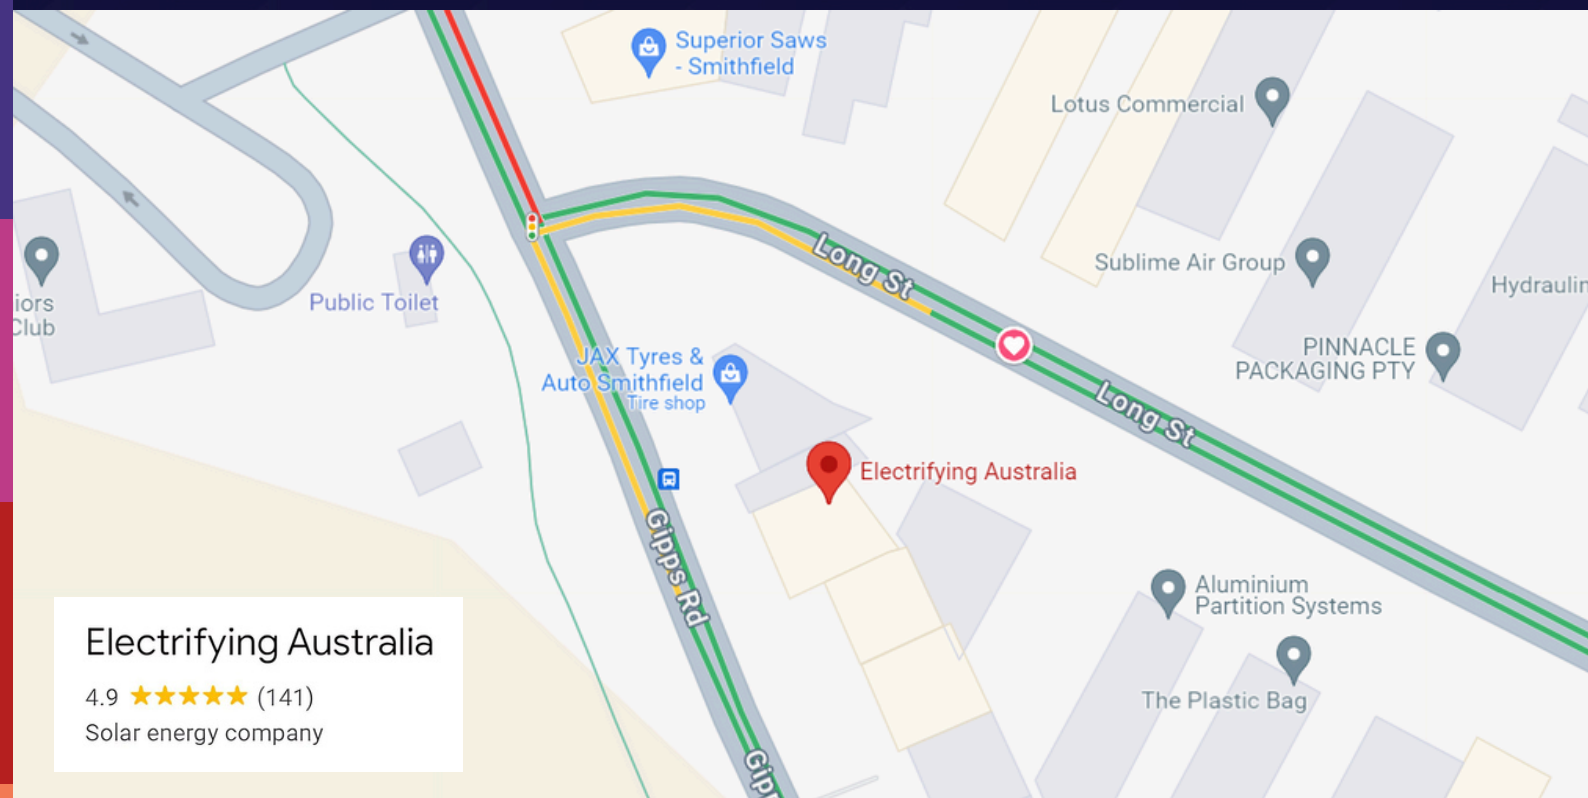 Superior Saws
- Smithfield
Lotus Commercial
Public Toilet
iors
Club
Long St
Sublime Air Group
Hydraulin
JAX Tyres &
Auto Smithfield
Tire shop
PINNACLE
PACKAGING PTY
Long St
Electrifying Australia
Gipps Rd
Aluminium
Partition Systems
The Plastic Bag
Gipp
Electrifying Australia
4.9 ★★★★★ (141)
Solar energy company